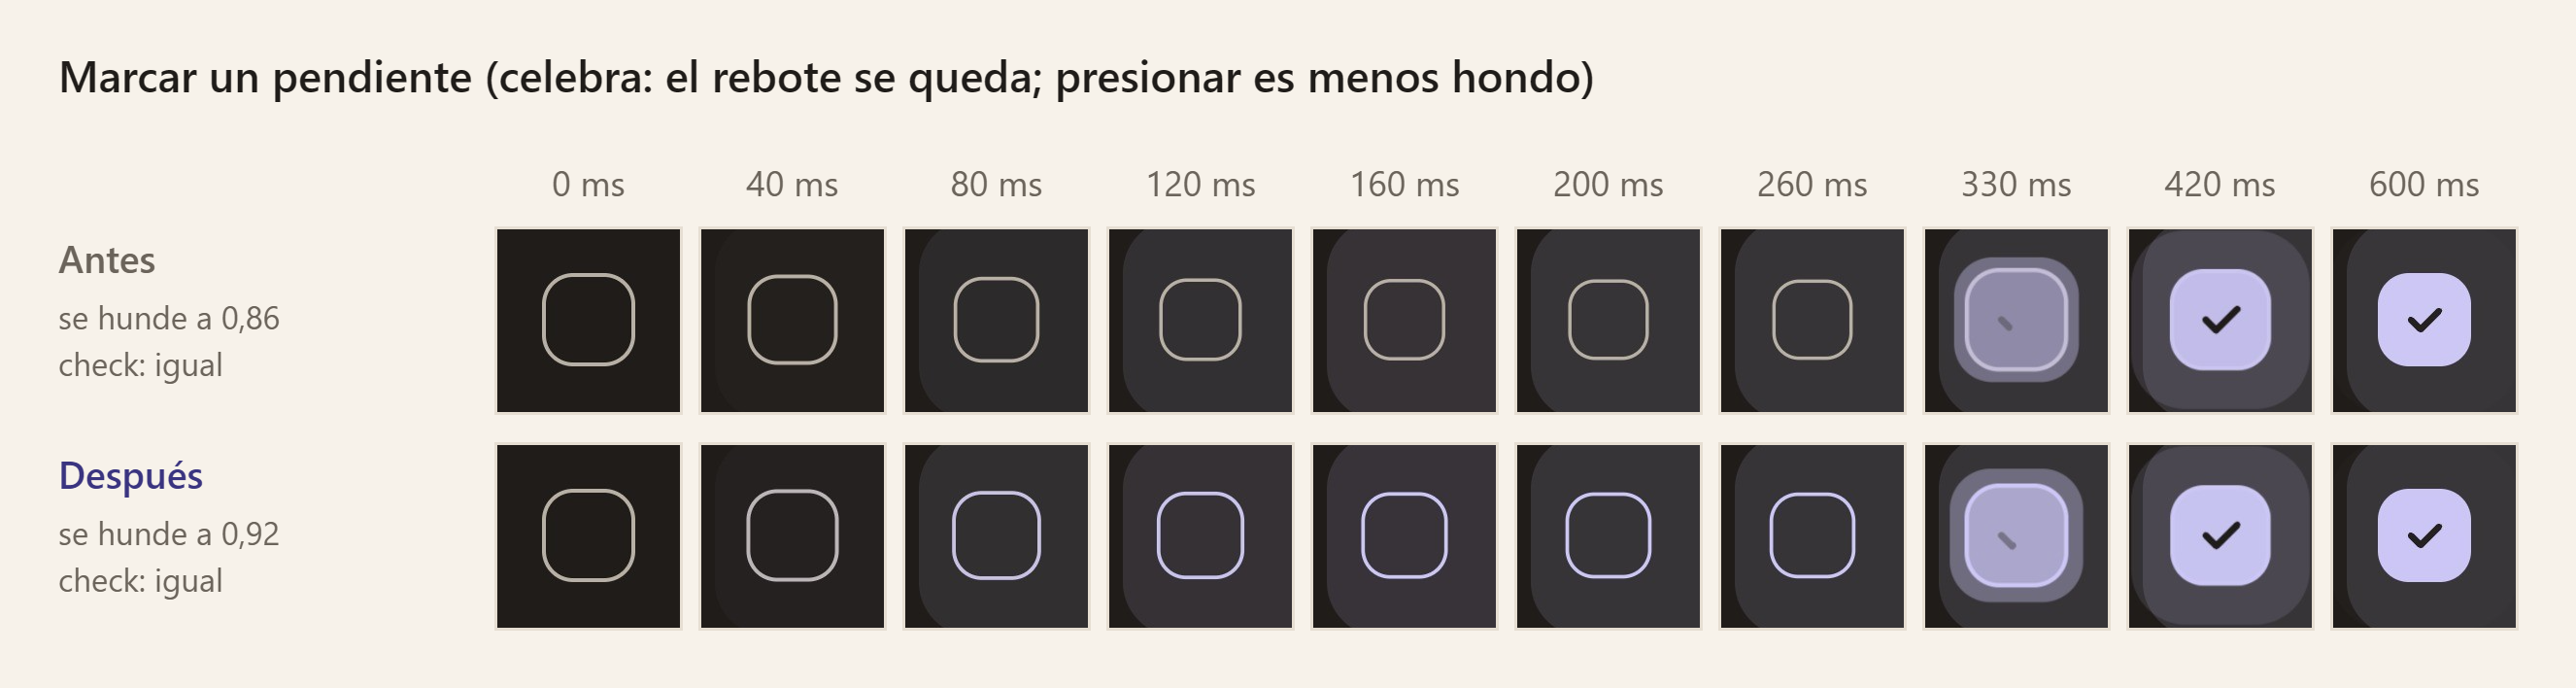 Marcar un pendiente (celebra: el rebote se queda; presionar es menos hondo)
0 ms 40 ms 80 ms 120 ms 160 ms 200 ms 260 ms 330 ms 420 ms 600 ms
Antes
se hunde a 0,86
check: igual
Después
se hunde a 0,92
check: igual